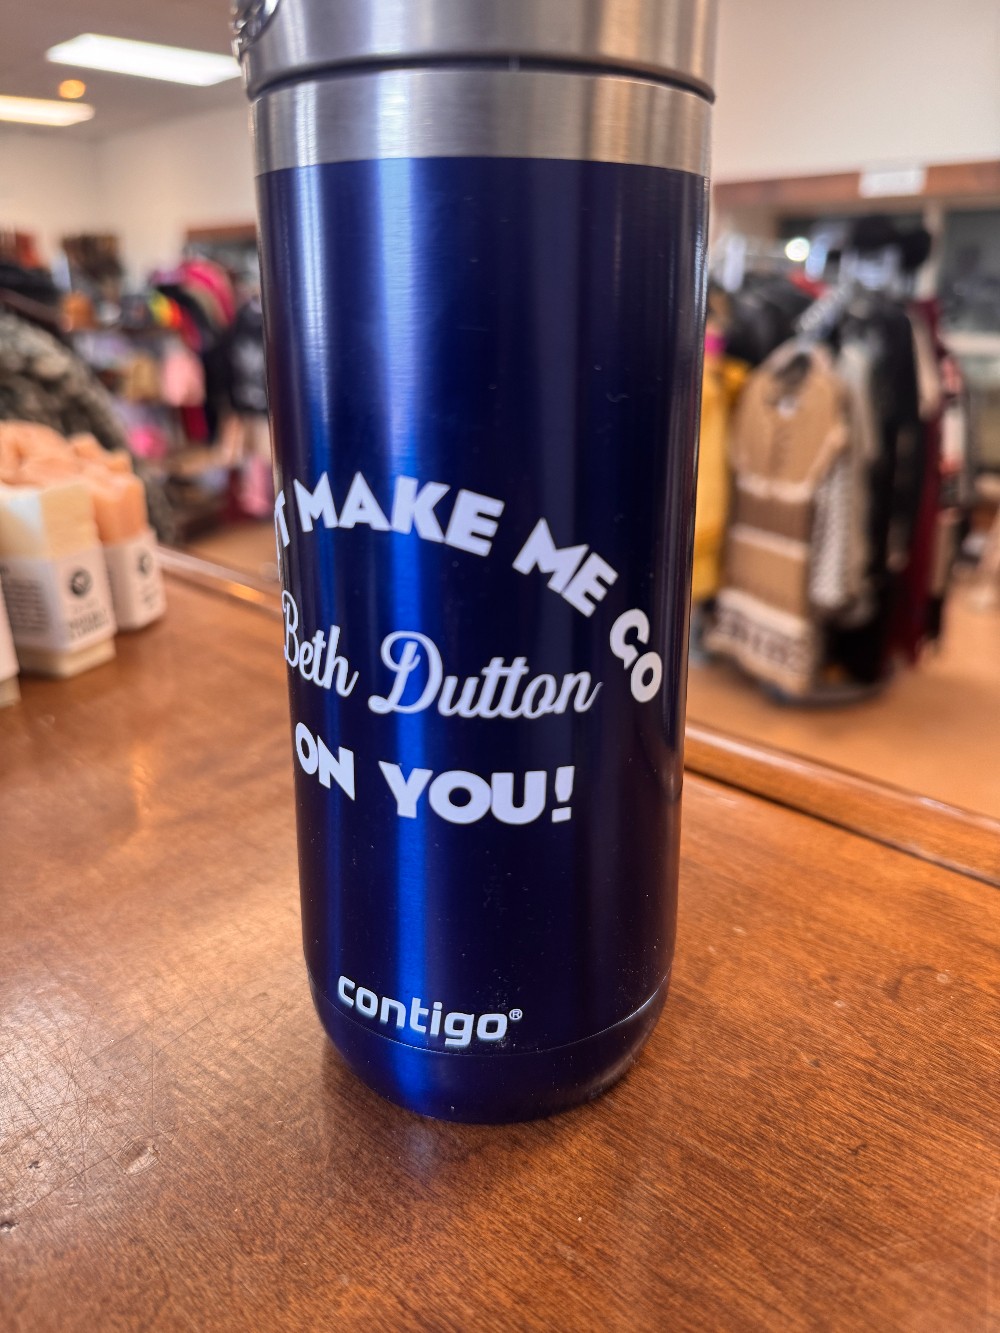 T MAKE ME GO
Beth Dutton
ON YOU!
contigo®